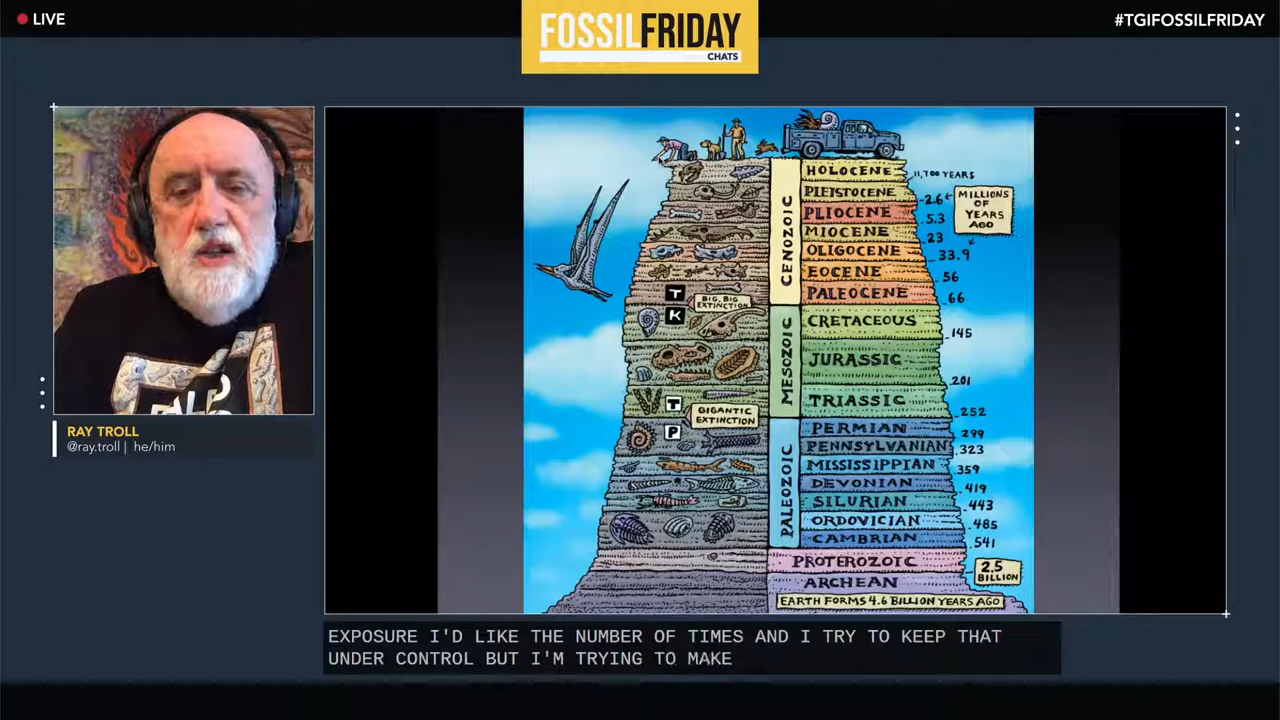 LIVE
FOSSILFRIDAY
CHATS
#TGIFOSSILFRIDAY
RAY TROLL
@ray.troll | he/him
HOLOCENE
11,700 YEARS
PLEISTOCENE
2.6
MILLIONS
OF
YEARS
AGO
PLIOCENE
5.3
MIOCENE
23
OLIGOCENE
33.9
EOCENE
56
PALEOCENE
66
CENOZOIC
T
BIG, BIG
EXTINCTION
K
CRETACEOUS
145
JURASSIC
201
TRIASSIC
252
MESOZOIC
T
GIGANTIC
EXTINCTION
P
PERMIAN
299
PENNSYLVANIAN
323
MISSISSIPPIAN
359
DEVONIAN
419
SILURIAN
443
ORDOVICIAN
485
CAMBRIAN
541
PALEOZOIC
PROTEROZOIC
2.5
BILLION
ARCHEAN
EARTH FORMS 4.6 BILLION YEARS AGO
EXPOSURE I'D LIKE THE NUMBER OF TIMES AND I TRY TO KEEP THAT
UNDER CONTROL BUT I'M TRYING TO MAKE